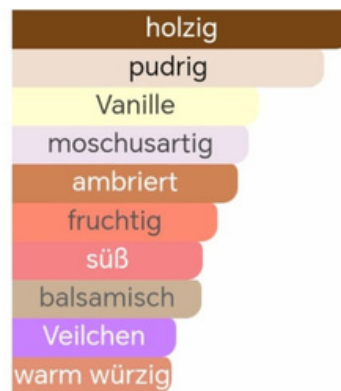 holzig
pudrig
Vanille
moschusartig
ambriert
fruchtig
süß
balsamisch
Veilchen
warm würzig